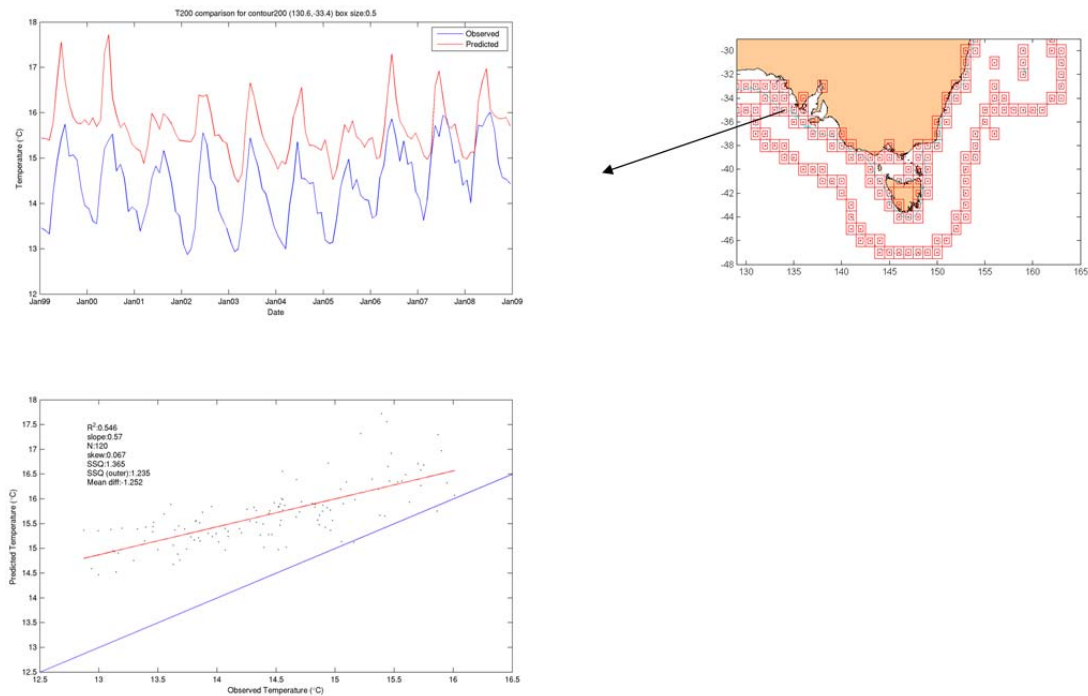 T200 comparison for contour200 (130.6,-33.4) box size:0.5
Observed
Predicted
18
17
16
15
14
13
12
Temperature (°C)
Jan99 Jan00 Jan01 Jan02 Jan03 Jan04 Jan05 Jan06 Jan07 Jan08 Jan09
Date
-30
-32
-34
-36
-38
-40
-42
-44
-46
-48
130 135 140 145 150 155 160 165
R²:0.546
slope:0.57
N:120
skew:0.067
SSQ:1.365
SSQ (outer):1.235
Mean diff:-1.252
18
17.5
17
16.5
16
15.5
15
14.5
14
13.5
13
12.5
Predicted Temperature (°C)
12.5 13 13.5 14 14.5 15 15.5 16 16.5
Observed Temperature (°C)